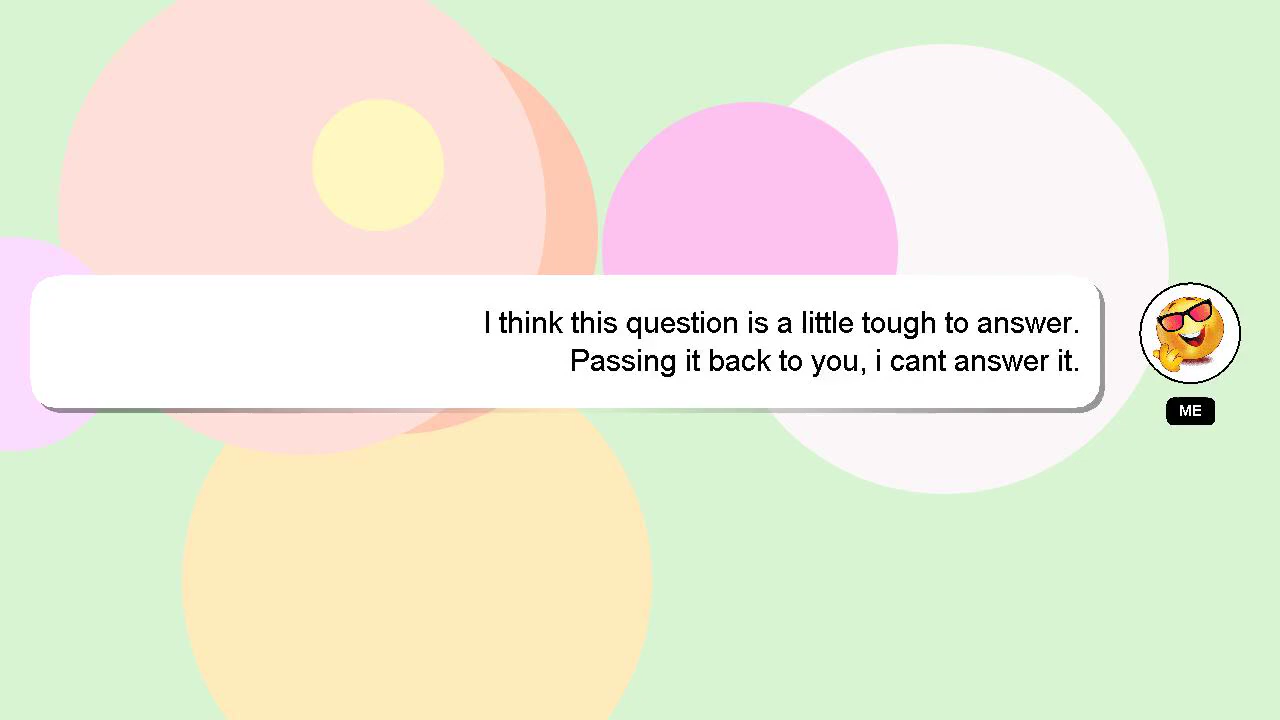 I think this question is a little tough to answer.
Passing it back to you, i cant answer it.
ME